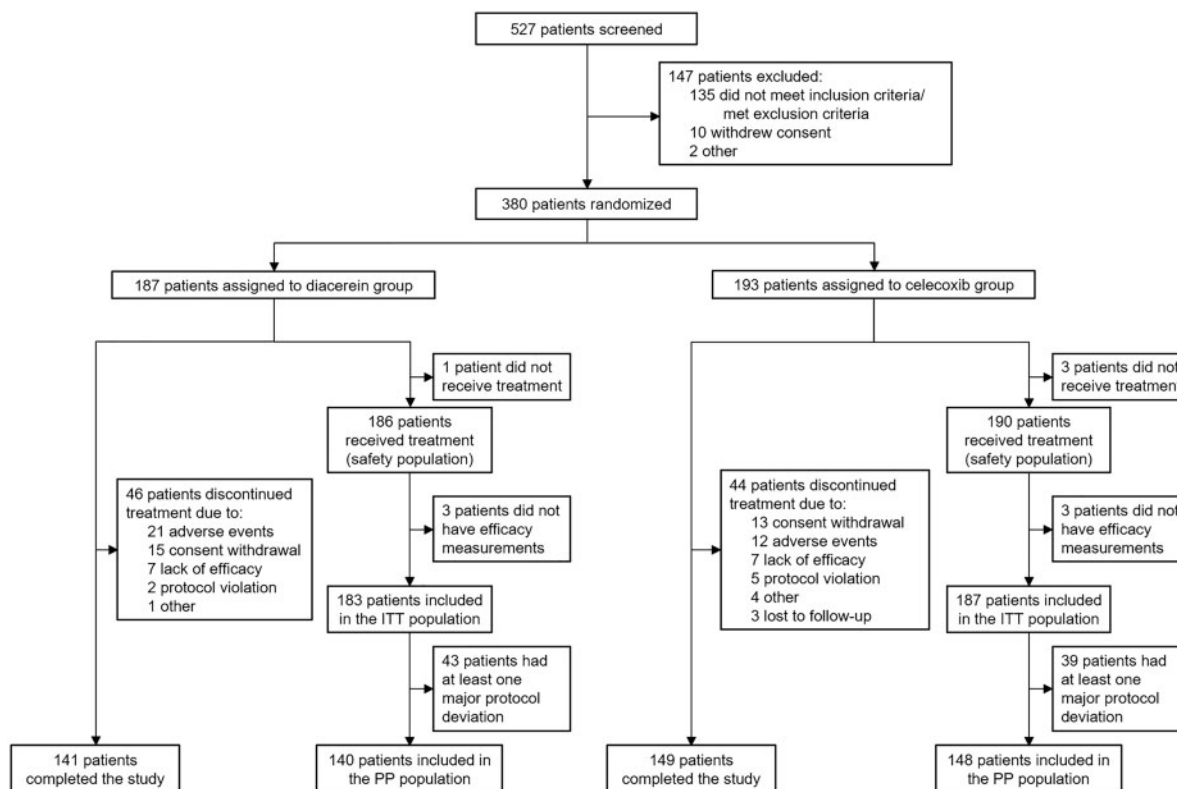 527 patients screened
147 patients excluded:
135 did not meet inclusion criteria/
met exclusion criteria
10 withdrew consent
2 other
380 patients randomized
187 patients assigned to diacerein group
193 patients assigned to celecoxib group
1 patient did not
receive treatment
3 patients did not
receive treatment
186 patients
received treatment
(safety population)
190 patients
received treatment
(safety population)
46 patients discontinued
treatment due to:
21 adverse events
15 consent withdrawal
7 lack of efficacy
2 protocol violation
1 other
3 patients did not
have efficacy
measurements
44 patients discontinued
treatment due to:
13 consent withdrawal
12 adverse events
7 lack of efficacy
5 protocol violation
4 other
3 lost to follow-up
3 patients did not
have efficacy
measurements
183 patients included
in the ITT population
187 patients included
in the ITT population
43 patients had
at least one
major protocol
deviation
39 patients had
at least one
major protocol
deviation
141 patients
completed the study
140 patients included in
the PP population
149 patients
completed the study
148 patients included in
the PP population